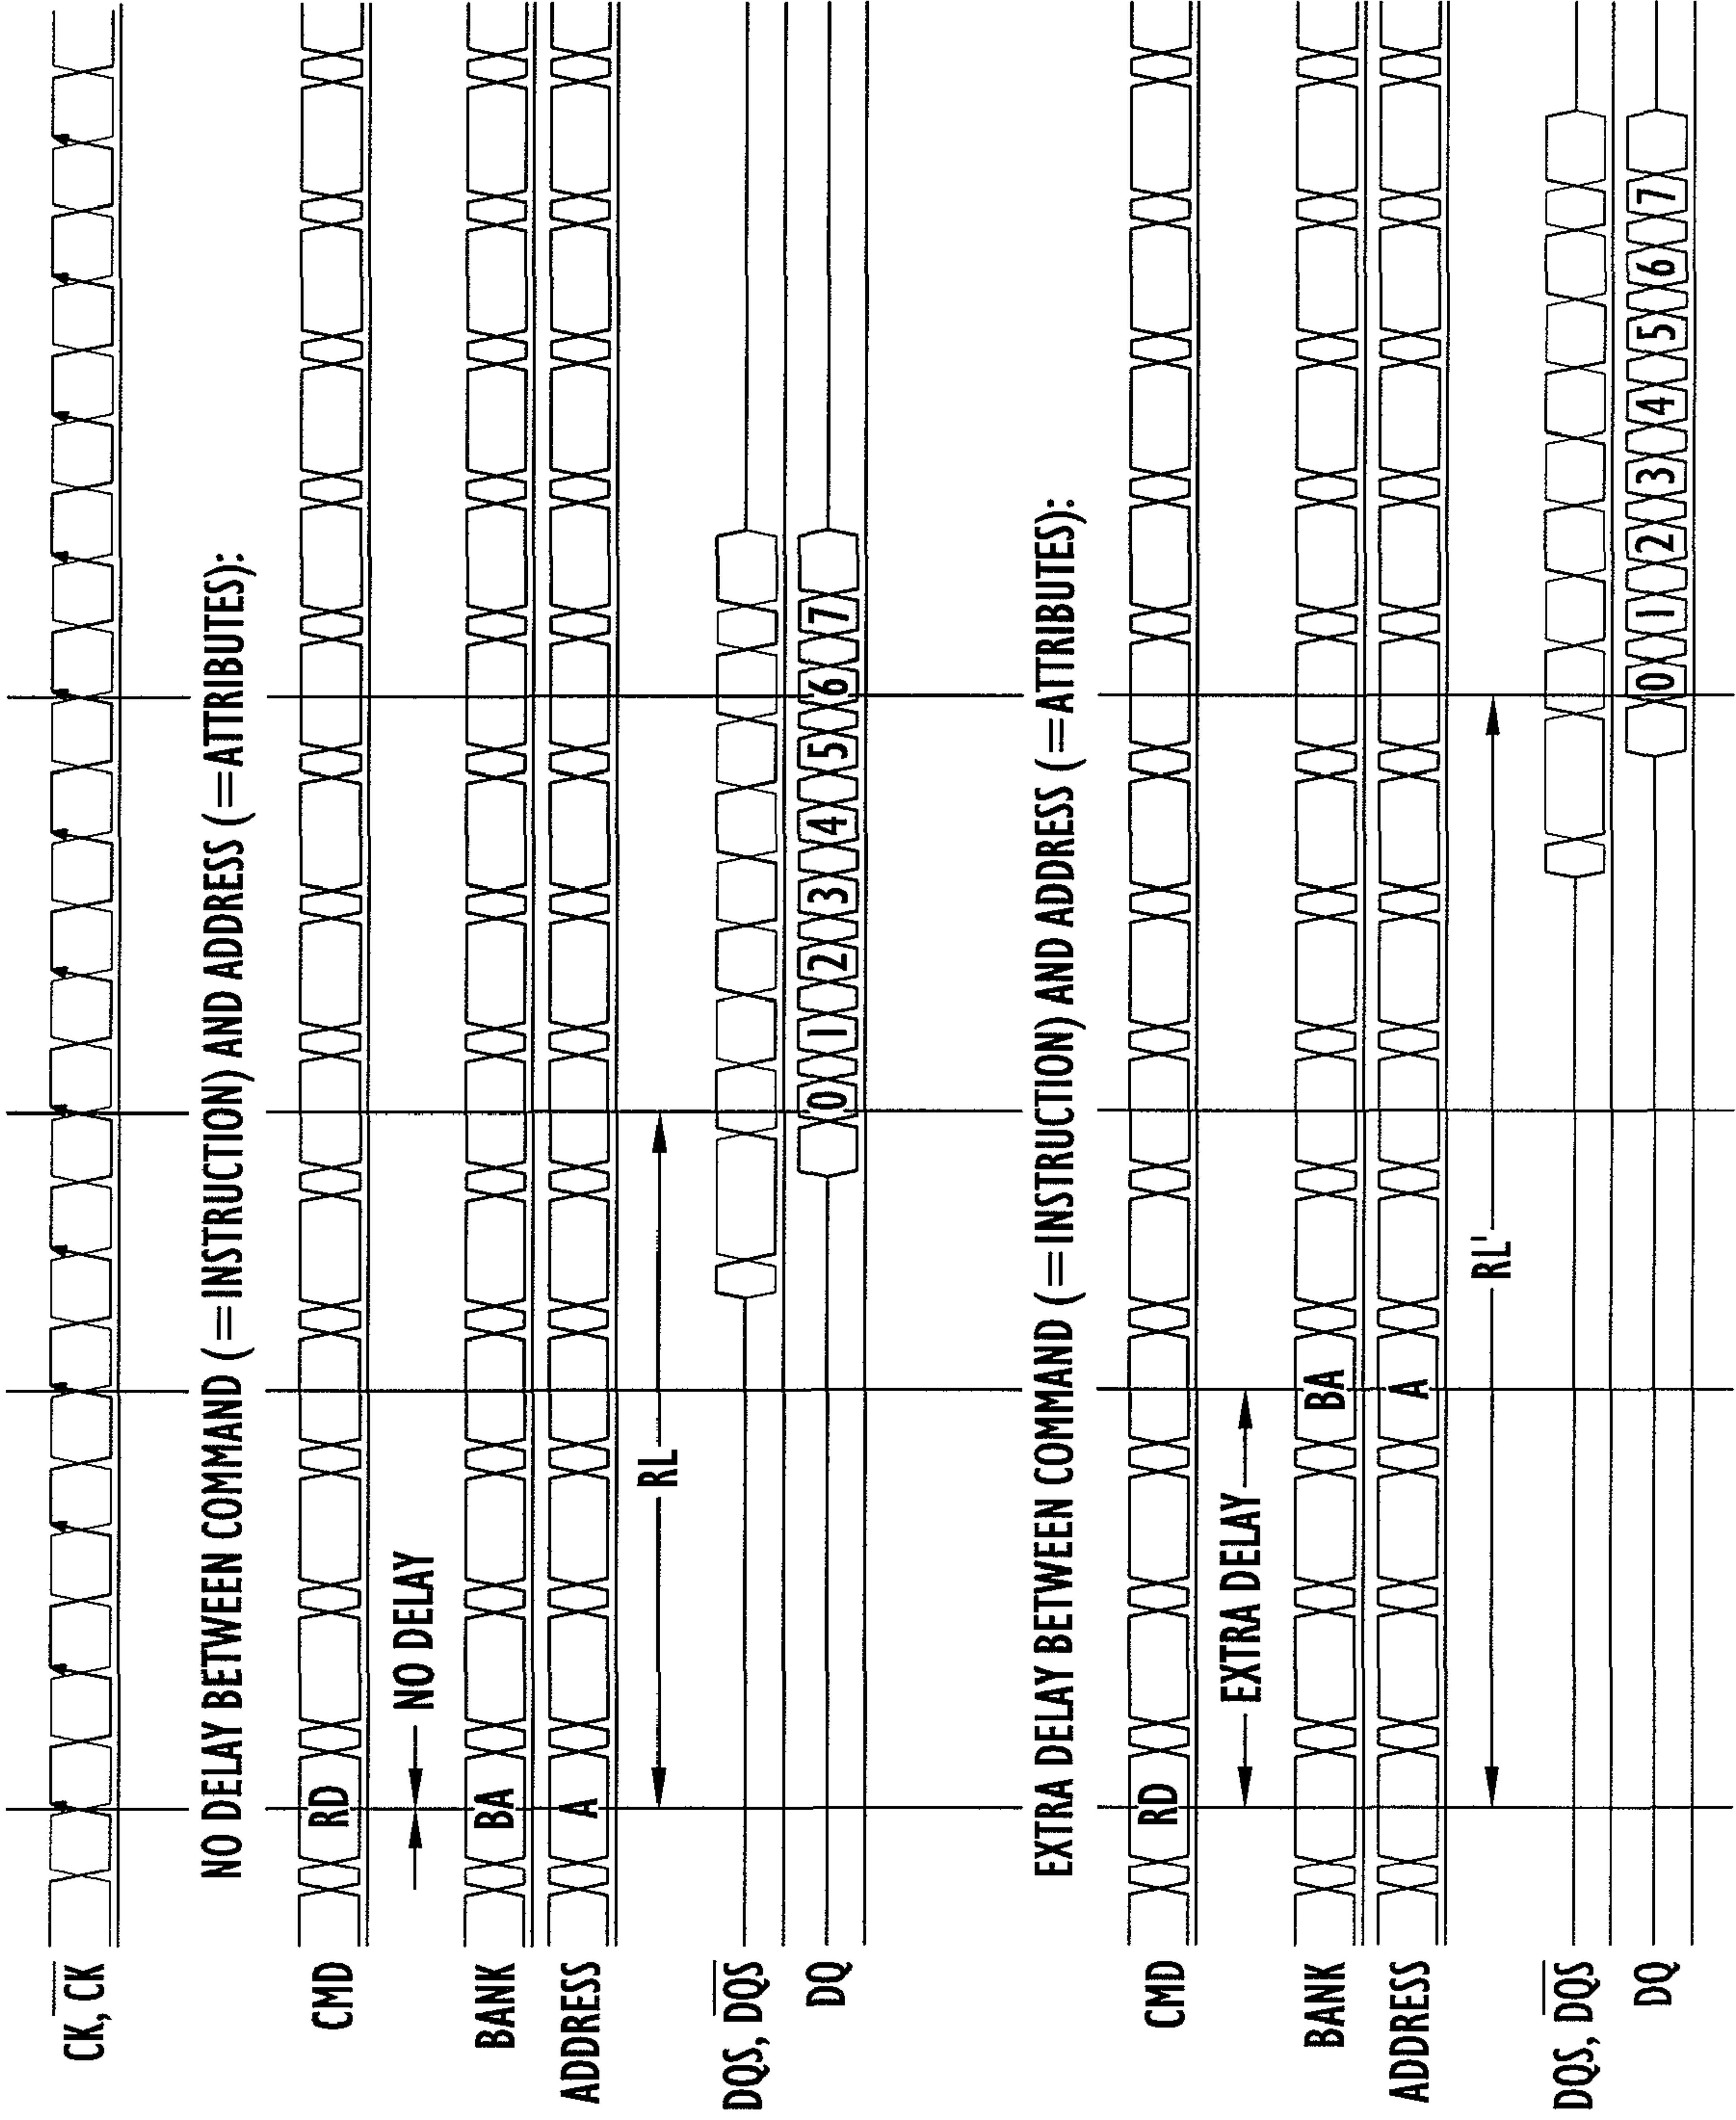 CK, CK
NO DELAY BETWEEN COMMAND (=INSTRUCTION) AND ADDRESS (=ATTRIBUTES):
CMD
RD
NO DELAY
BANK
BA
ADDRESS
A
RL
DQS, DQS
DQ
0 1 2 3 4 5 6 7
EXTRA DELAY BETWEEN COMMAND (=INSTRUCTION) AND ADDRESS (=ATTRIBUTES):
CMD
RD
EXTRA DELAY
BANK
BA
ADDRESS
A
RL'
DQS, DQS
DQ
0 1 2 3 4 5 6 7